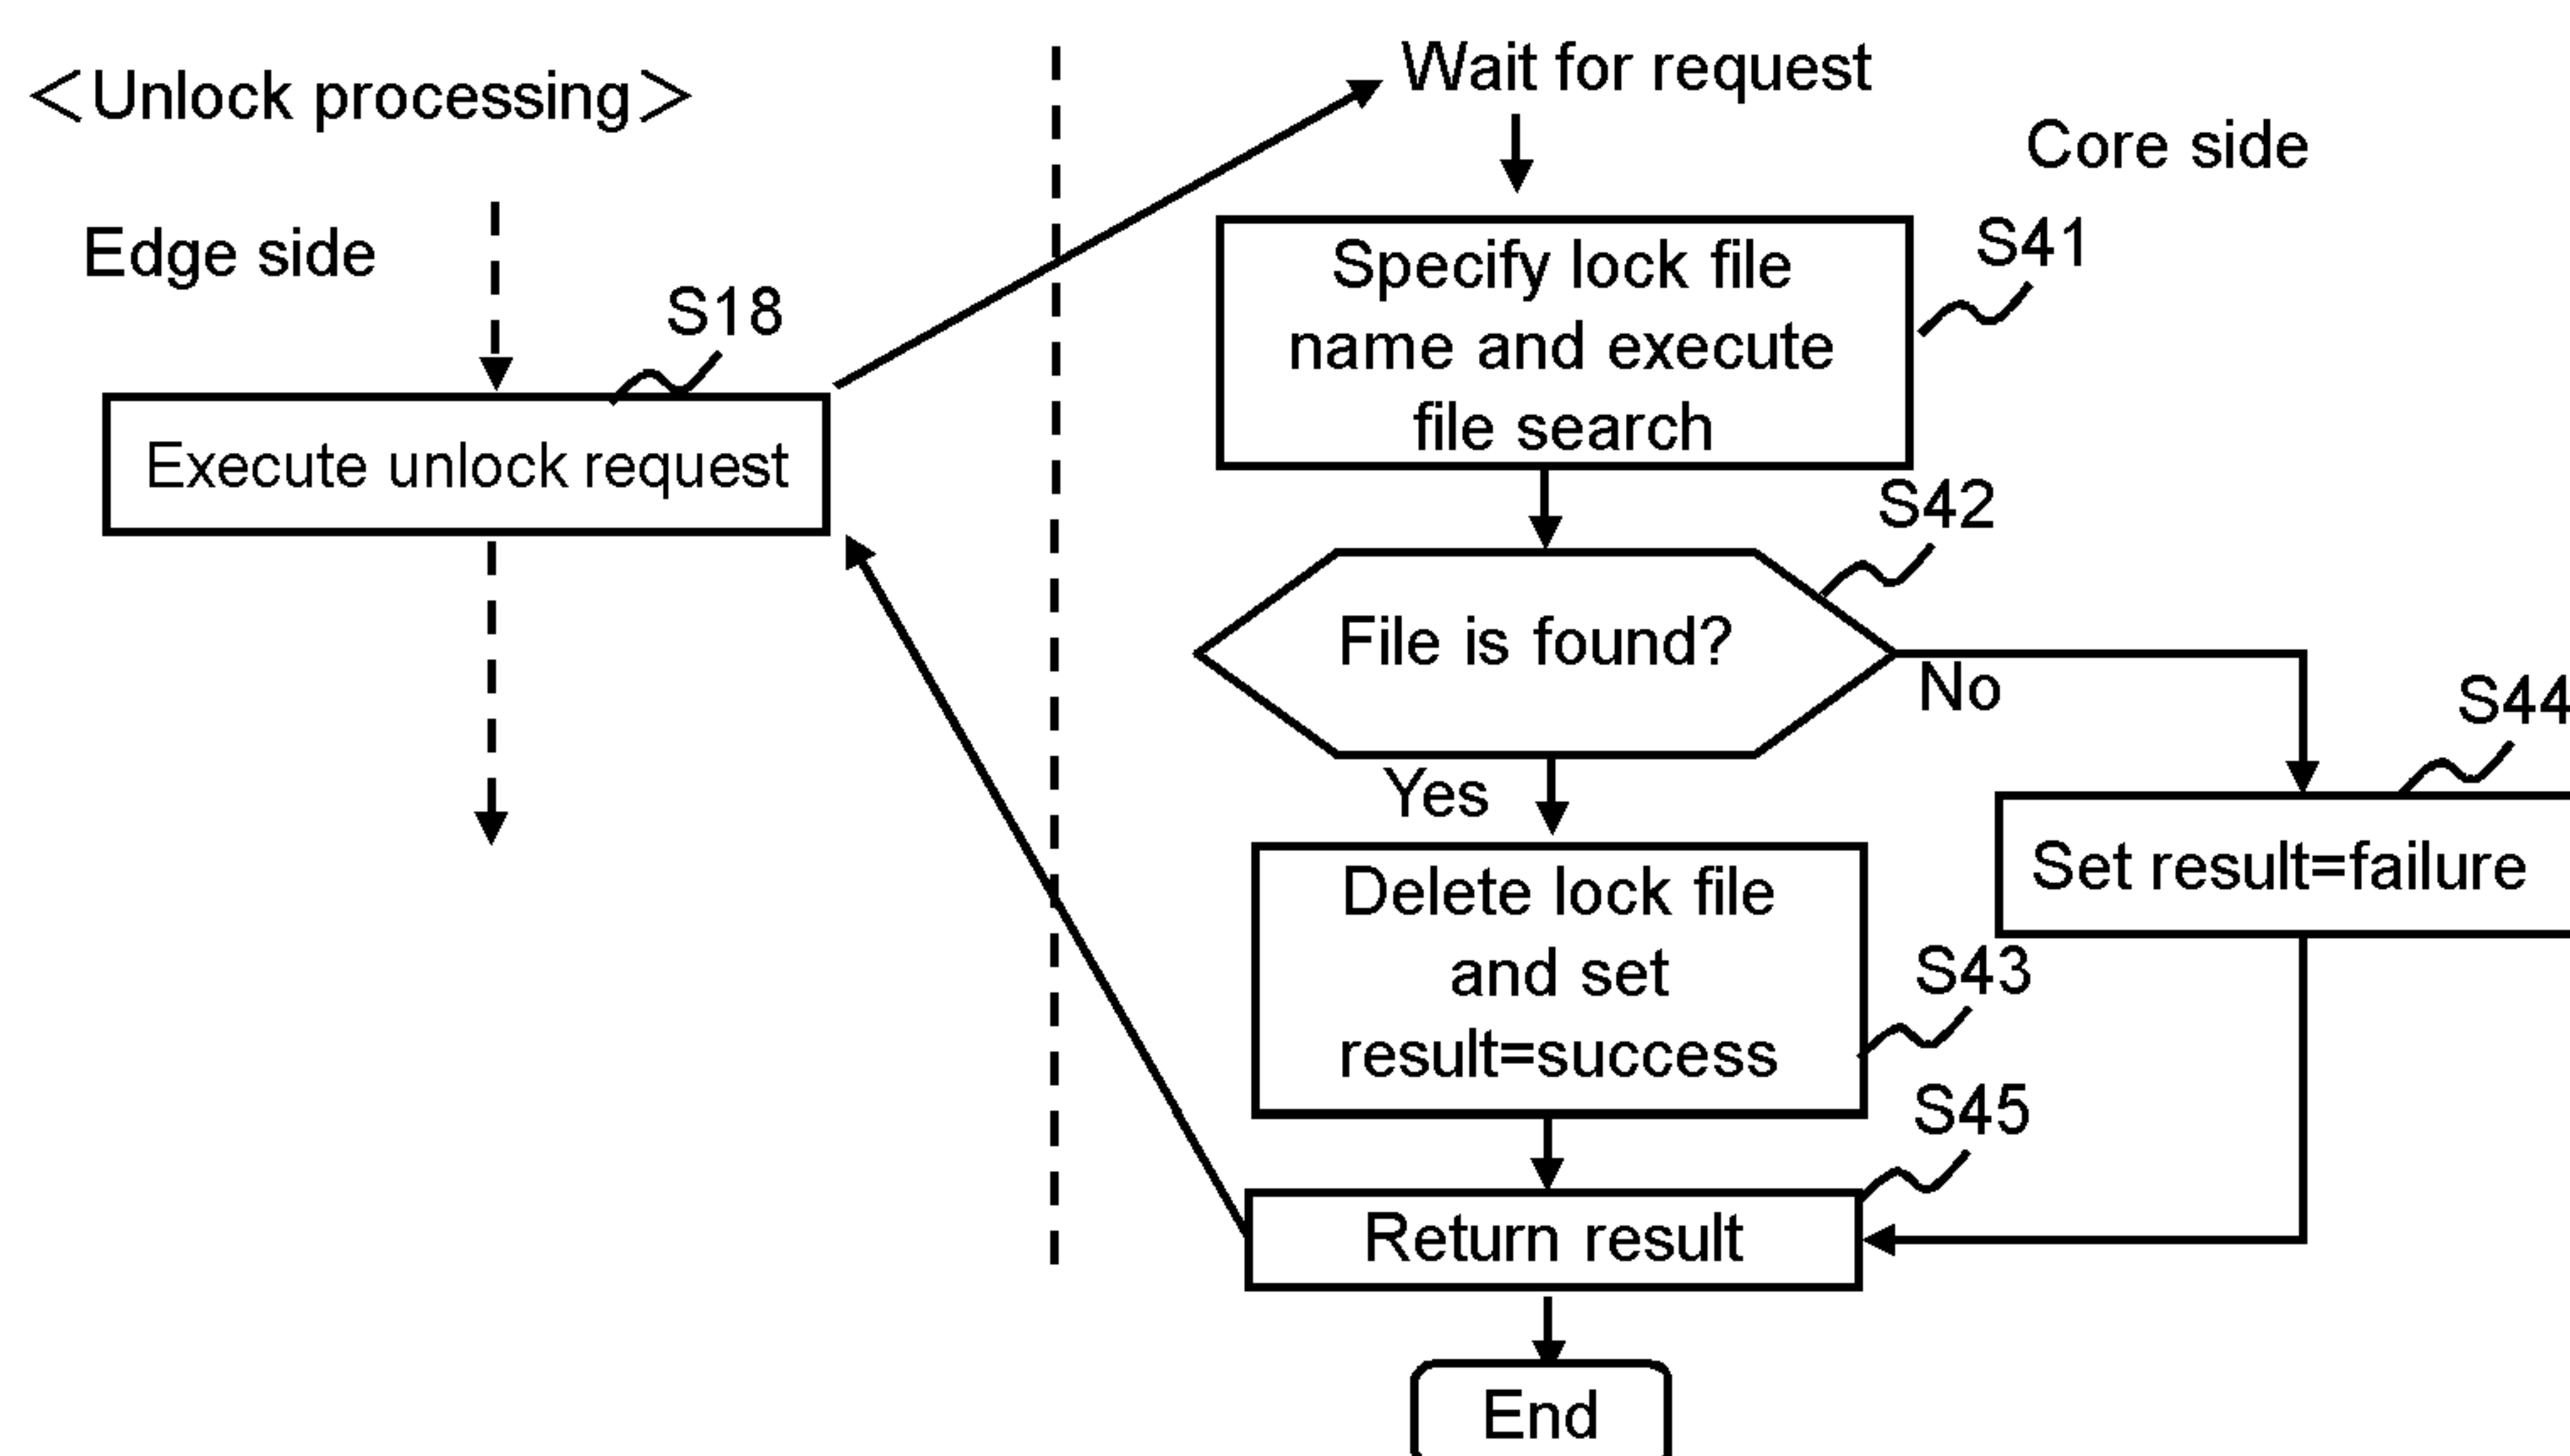 <Unlock processing>
Edge side
S18
Execute unlock request
Wait for request
Core side
S41
Specify lock file
name and execute
file search
S42
File is found?
No
Yes
S44
Set result=failure
Delete lock file
and set
result=success
S43
S45
Return result
End